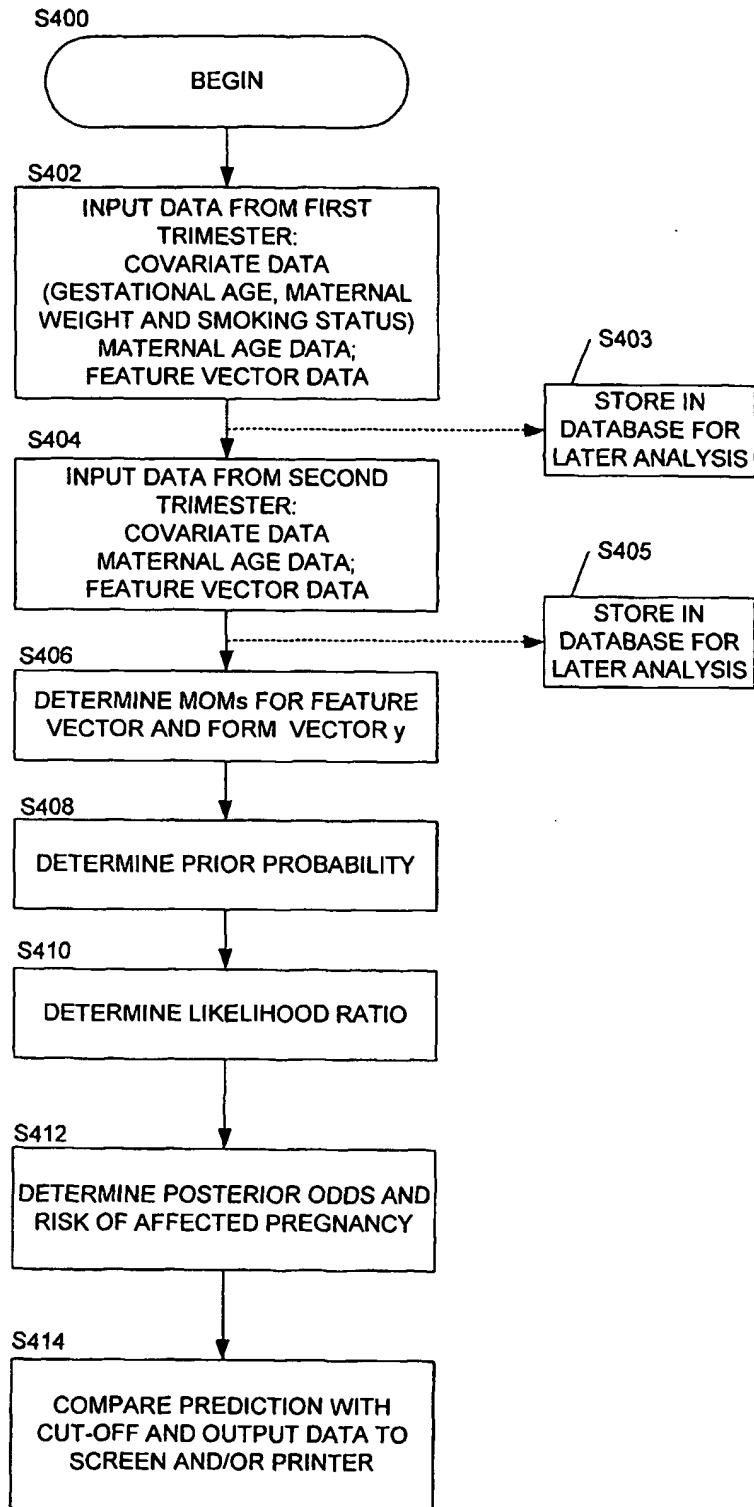 S400
BEGIN
S402
INPUT DATA FROM FIRST
TRIMESTER:
COVARIATE DATA
(GESTATIONAL AGE, MATERNAL
WEIGHT AND SMOKING STATUS)
MATERNAL AGE DATA;
FEATURE VECTOR DATA
S403
STORE IN
DATABASE FOR
LATER ANALYSIS
S404
INPUT DATA FROM SECOND
TRIMESTER:
COVARIATE DATA
MATERNAL AGE DATA;
FEATURE VECTOR DATA
S405
STORE IN
DATABASE FOR
LATER ANALYSIS
S406
DETERMINE MOMs FOR FEATURE
VECTOR AND FORM VECTOR y
S408
DETERMINE PRIOR PROBABILITY
S410
DETERMINE LIKELIHOOD RATIO
S412
DETERMINE POSTERIOR ODDS AND
RISK OF AFFECTED PREGNANCY
S414
COMPARE PREDICTION WITH
CUT-OFF AND OUTPUT DATA TO
SCREEN AND/OR PRINTER